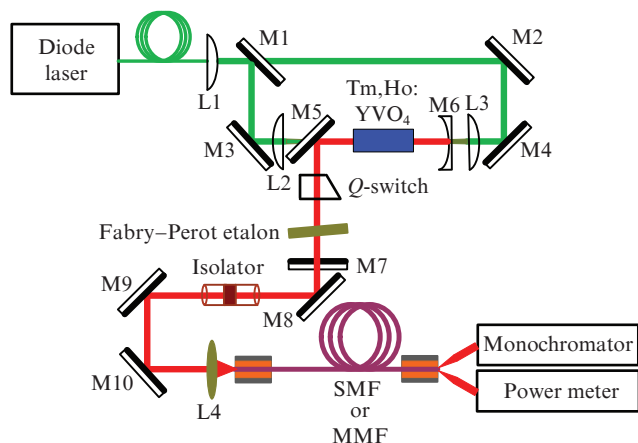 Diode
laser
L1
M1
M2
M3
L2
M5
Tm,Ho:
YVO4
M6
L3
M4
Q-switch
Fabry–Perot etalon
M7
M9
Isolator
M8
M10
L4
SMF
or
MMF
Monochromator
Power meter